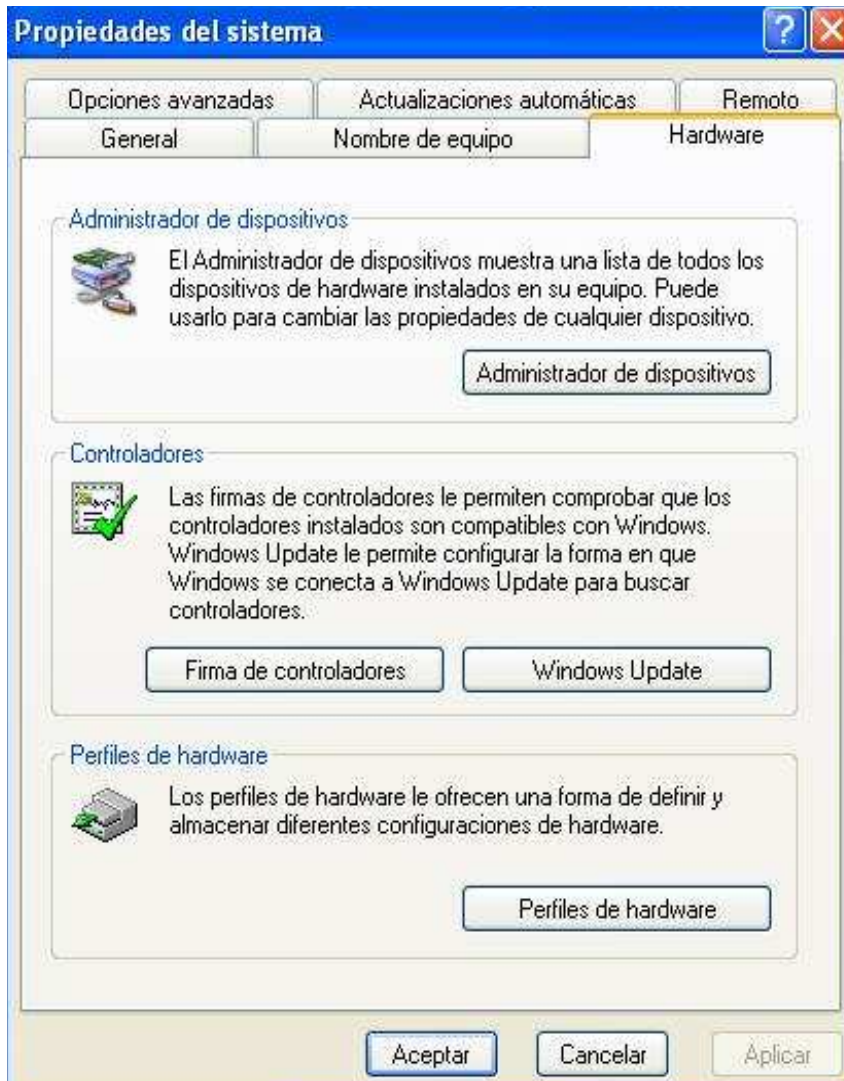 Propiedades del sistema
Opciones avanzadas
Actualizaciones automáticas
Remoto
General
Nombre de equipo
Hardware
Administrador de dispositivos
El Administrador de dispositivos muestra una lista de todos los
dispositivos de hardware instalados en su equipo. Puede
usarlo para cambiar las propiedades de cualquier dispositivo.
Administrador de dispositivos
Controladores
Las firmas de controladores le permiten comprobar que los
controladores instalados son compatibles con Windows.
Windows Update le permite configurar la forma en que
Windows se conecta a Windows Update para buscar
controladores.
Firma de controladores
Windows Update
Perfiles de hardware
Los perfiles de hardware le ofrecen una forma de definir y
almacenar diferentes configuraciones de hardware.
Perfiles de hardware
Aceptar
Cancelar
Aplicar